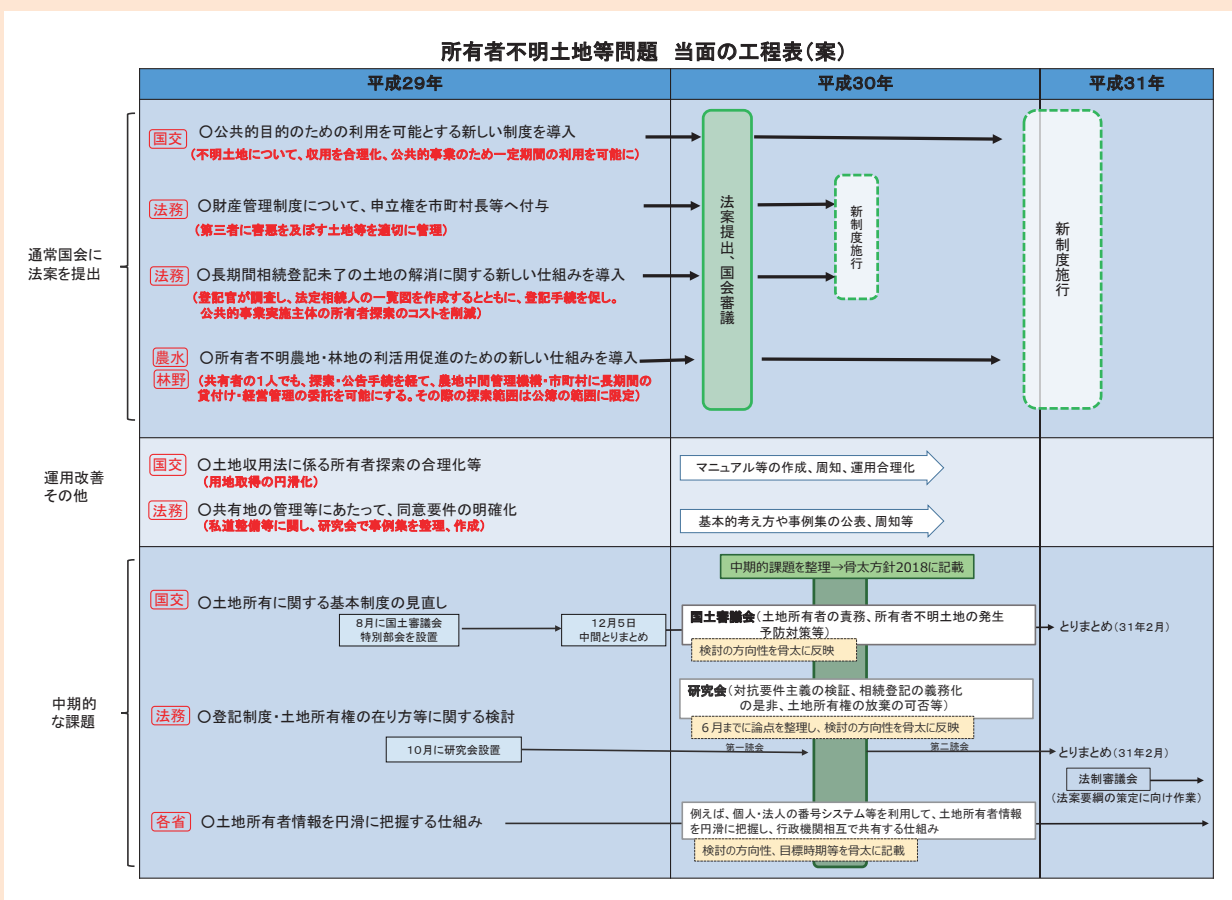 所有者不明土地等問題 当面の工程表(案)
平成29年
平成30年
平成31年
通常国会に
法案を提出
国交 〇公共的目的のための利用を可能とする新しい制度を導入
(不明土地について、収用を合理化、公共的事業のため一定期間の利用を可能に)
法務 〇財産管理制度について、申立権を市町村長等へ付与
(第三者に害悪を及ぼす土地等を適切に管理)
法務 〇長期間相続登記未了の土地の解消に関する新しい仕組みを導入
(登記官が調査し、法定相続人の一覧図を作成するとともに、登記手続を促し。
公共的事業実施主体の所有者探索のコストを削減)
農水 〇所有者不明農地・林地の利活用促進のための新しい仕組みを導入
林野 (共有者の1人でも、探索・公告手続を経て、農地中間管理機構・市町村に長期間の
貸付け・経営管理の委託を可能にする。その際の探索範囲は公簿の範囲に限定)
法案提出、国会審議
新制度施行
新制度施行
運用改善
その他
国交 〇土地収用法に係る所有者探索の合理化等
(用地取得の円滑化)
マニュアル等の作成、周知、運用合理化
法務 〇共有地の管理等にあたって、同意要件の明確化
(私道整備等に関し、研究会で事例集を整理、作成)
基本的考え方や事例集の公表、周知等
中期的
な課題
中期的課題を整理→骨太方針2018に記載
国交 〇土地所有に関する基本制度の見直し
8月に国土審議会
特別部会を設置
12月5日
中間とりまとめ
国土審議会(土地所有者の責務、所有者不明土地の発生
予防対策等)
検討の方向性を骨太に反映
とりまとめ(31年2月)
法務 〇登記制度・土地所有権の在り方等に関する検討
研究会(対抗要件主義の検証、相続登記の義務化
の是非、土地所有権の放棄の可否等)
6月までに論点を整理し、検討の方向性を骨太に反映
10月に研究会設置
第一読会
第二読会
とりまとめ(31年2月)
法制審議会
(法案要綱の策定に向け作業)
各省 〇土地所有者情報を円滑に把握する仕組み
例えば、個人・法人の番号システム等を利用して、土地所有者情報
を円滑に把握し、行政機関相互で共有する仕組み
検討の方向性、目標時期等を骨太に記載